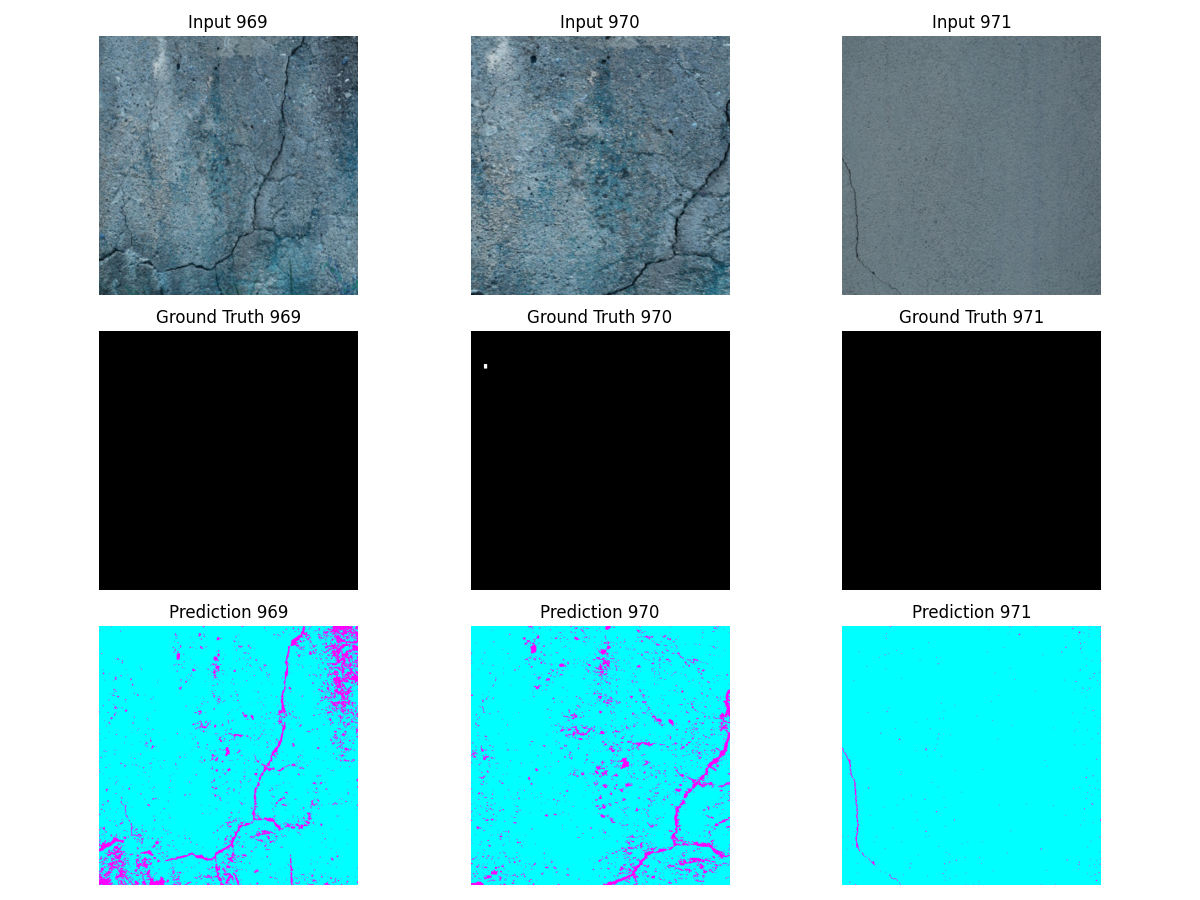 Input 969
Input 970
Input 971
Ground Truth 969
Ground Truth 970
Ground Truth 971
Prediction 969
Prediction 970
Prediction 971